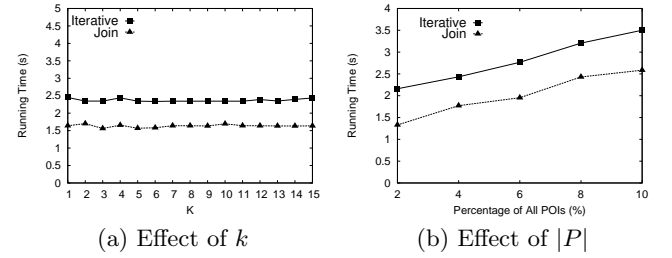 5
4.5
4
3.5
3
2.5
2
1.5
1
0.5
0
Running Time (s)
Iterative
Join
1 2 3 4 5 6 7 8 9 10 11 12 13 14 15
K
(a) Effect of k
4
3.5
3
2.5
2
1.5
1
0.5
0
Running Time (s)
Iterative
Join
2 4 6 8 10
Percentage of All POIs (%)
(b) Effect of |P|